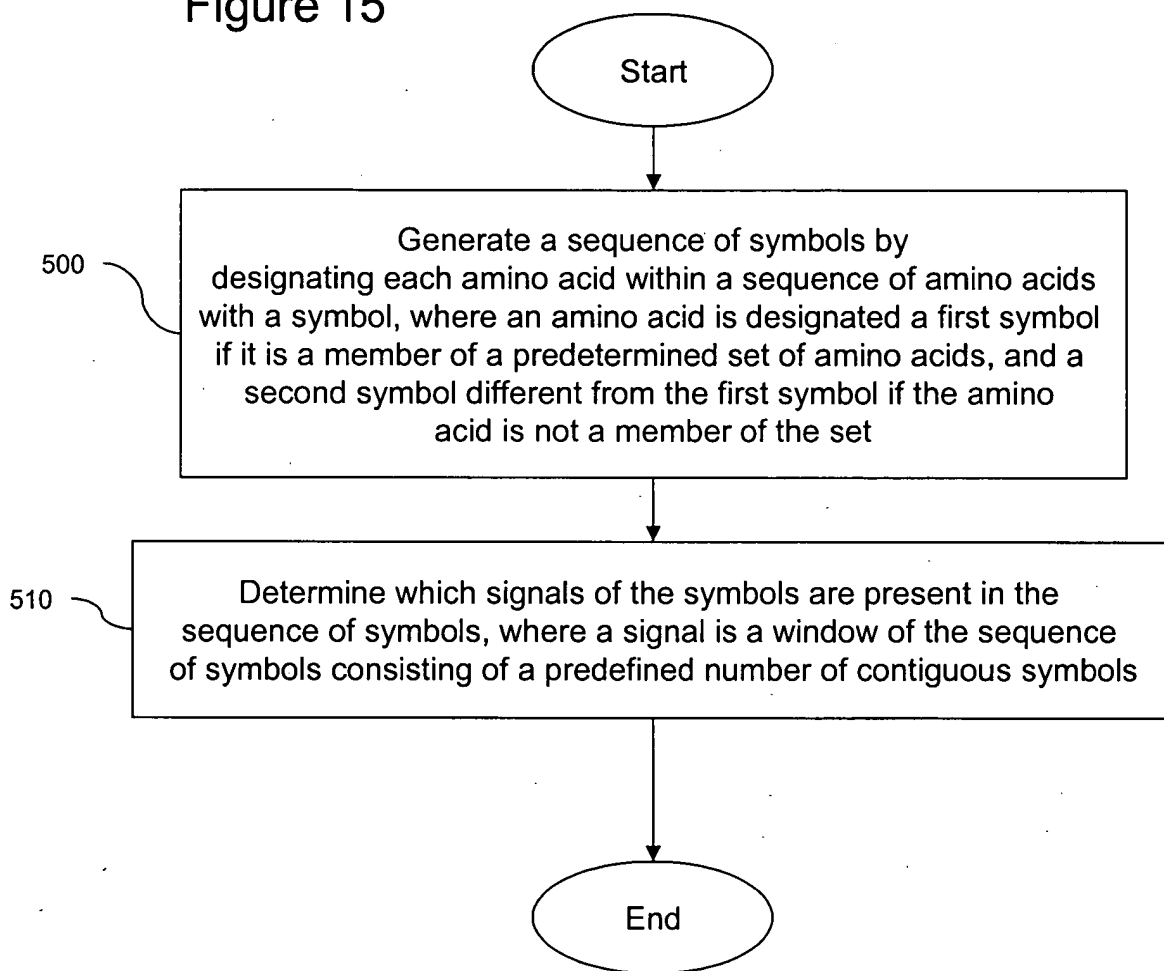 Figure 15
Start
500
Generate a sequence of symbols by
designating each amino acid within a sequence of amino acids
with a symbol, where an amino acid is designated a first symbol
if it is a member of a predetermined set of amino acids, and a
second symbol different from the first symbol if the amino
acid is not a member of the set
510
Determine which signals of the symbols are present in the
sequence of symbols, where a signal is a window of the sequence
of symbols consisting of a predefined number of contiguous symbols
End